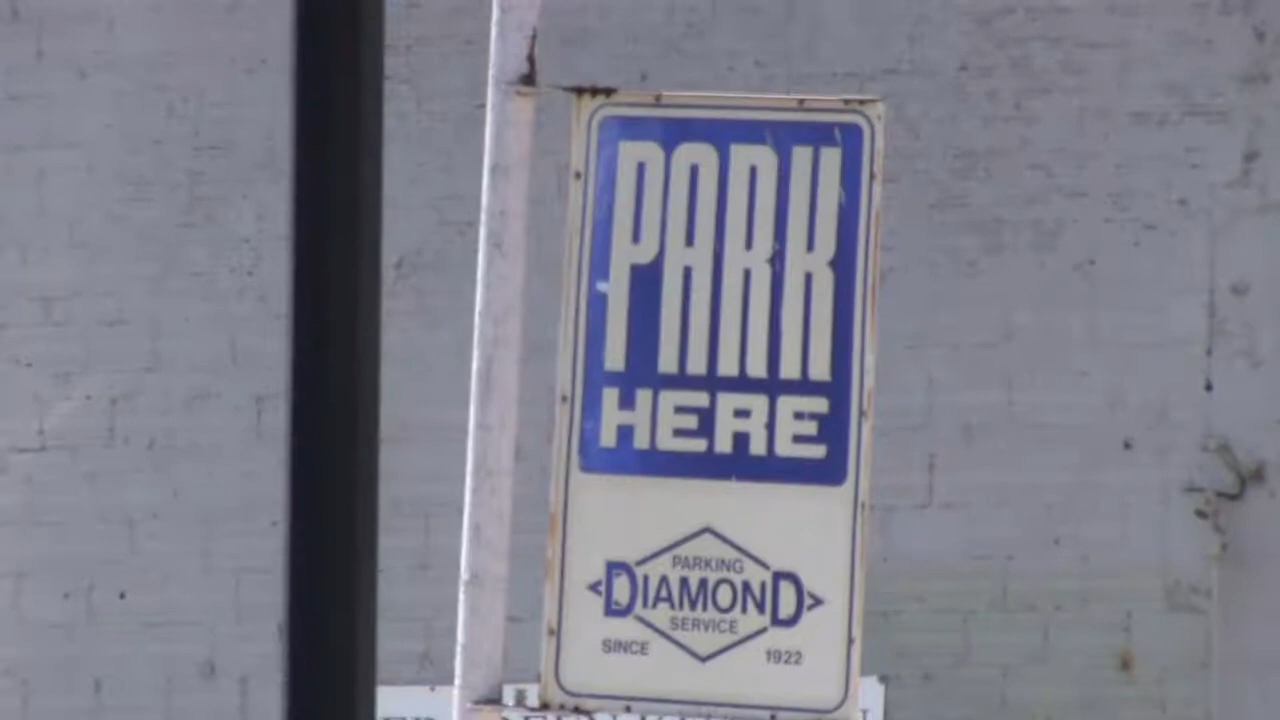 PARK
HERE
PARKING
DIAMOND
SERVICE
SINCE 1922